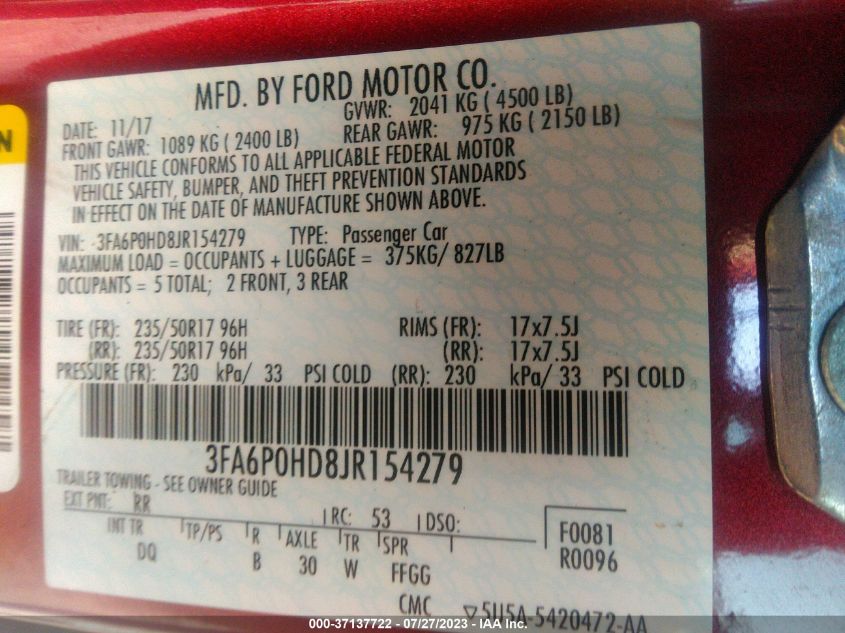 MFD. BY FORD MOTOR CO.
DATE: 11/17 GVWR: 2041 KG ( 4500 LB)
FRONT GAWR: 1089 KG ( 2400 LB) REAR GAWR: 975 KG ( 2150 LB)
THIS VEHICLE CONFORMS TO ALL APPLICABLE FEDERAL MOTOR
VEHICLE SAFETY, BUMPER, AND THEFT PREVENTION STANDARDS
IN EFFECT ON THE DATE OF MANUFACTURE SHOWN ABOVE.
VIN: 3FA6P0HD8JR154279 TYPE: Passenger Car
MAXIMUM LOAD = OCCUPANTS + LUGGAGE = 375KG/ 827LB
OCCUPANTS = 5 TOTAL; 2 FRONT, 3 REAR
TIRE (FR): 235/50R17 96H RIMS (FR): 17x7.5J
(RR): 235/50R17 96H (RR): 17x7.5J
PRESSURE (FR): 230 kPa/ 33 PSI COLD (RR): 230 kPa/ 33 PSI COLD
3FA6P0HD8JR154279
TRAILER TOWING - SEE OWNER GUIDE
EXT PNT: RR RC: 53 DSO:
INT TR TP/PS R AXLE TR SPR
DQ B 30 W FFGG
F0081
R0096
CMC ▽5U5A-5420472-AA
N
000-37137722 / 07/27/2023 - IAA Inc.